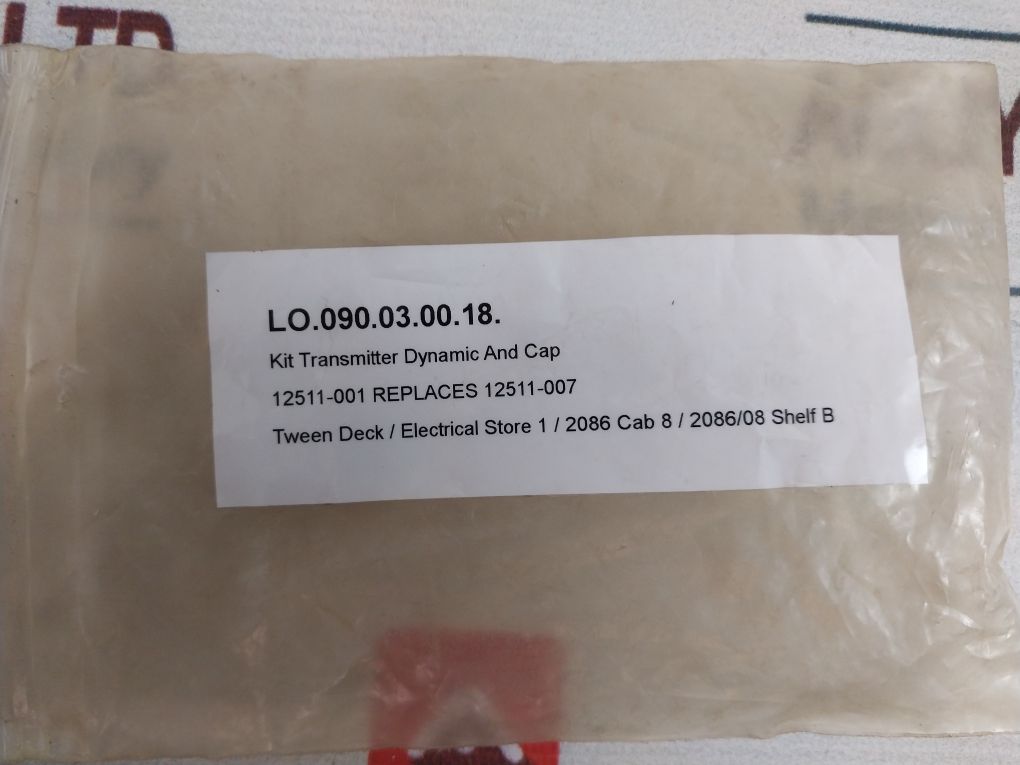 LTD
LO.090.03.00.18.
Kit Transmitter Dynamic And Cap
12511-001 REPLACES 12511-007
Tween Deck / Electrical Store 1 / 2086 Cab 8 / 2086/08 Shelf B